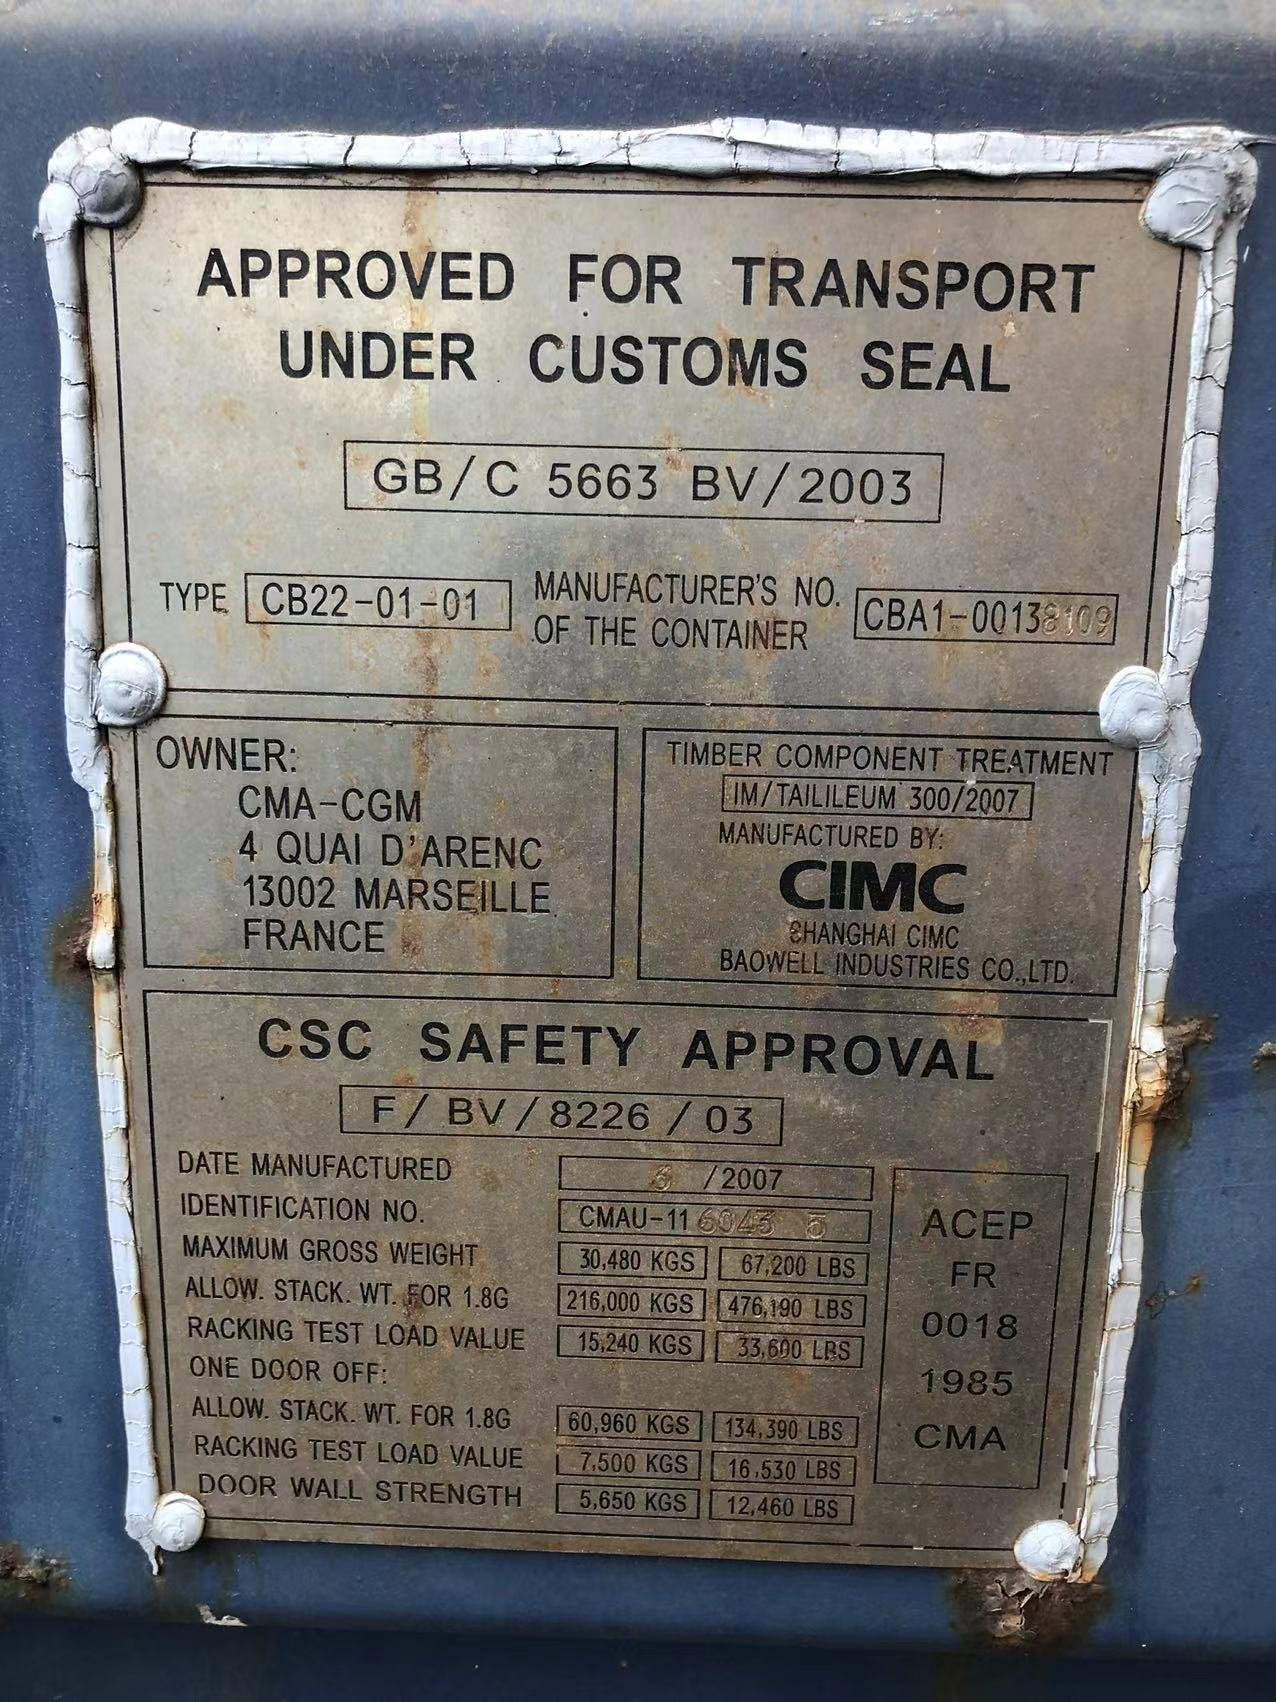 APPROVED FOR TRANSPORT
UNDER CUSTOMS SEAL
GB/C 5663 BV/2003
TYPE CB22-01-01 MANUFACTURER'S NO. OF THE CONTAINER CBA1-00138109
OWNER:
CMA-CGM
4 QUAI D'ARENC
13002 MARSEILLE
FRANCE
TIMBER COMPONENT TREATMENT
IM/TAILILEUM 300/2007
MANUFACTURED BY:
CIMC
SHANGHAI CIMC
BAOWELL INDUSTRIES CO.,LTD.
CSC SAFETY APPROVAL
F/BV/8226/03
DATE MANUFACTURED 6/2007
IDENTIFICATION NO. CMAU-116043 5
MAXIMUM GROSS WEIGHT 30,480 KGS 67,200 LBS
ALLOW. STACK. WT. FOR 1.8G 216,000 KGS 476,190 LBS
RACKING TEST LOAD VALUE 15,240 KGS 33,600 LBS
ONE DOOR OFF:
ALLOW. STACK. WT. FOR 1.8G 60,960 KGS 134,390 LBS
RACKING TEST LOAD VALUE 7,500 KGS 16,530 LBS
DOOR WALL STRENGTH 5,650 KGS 12,460 LBS
ACEP
FR
0018
1985
CMA